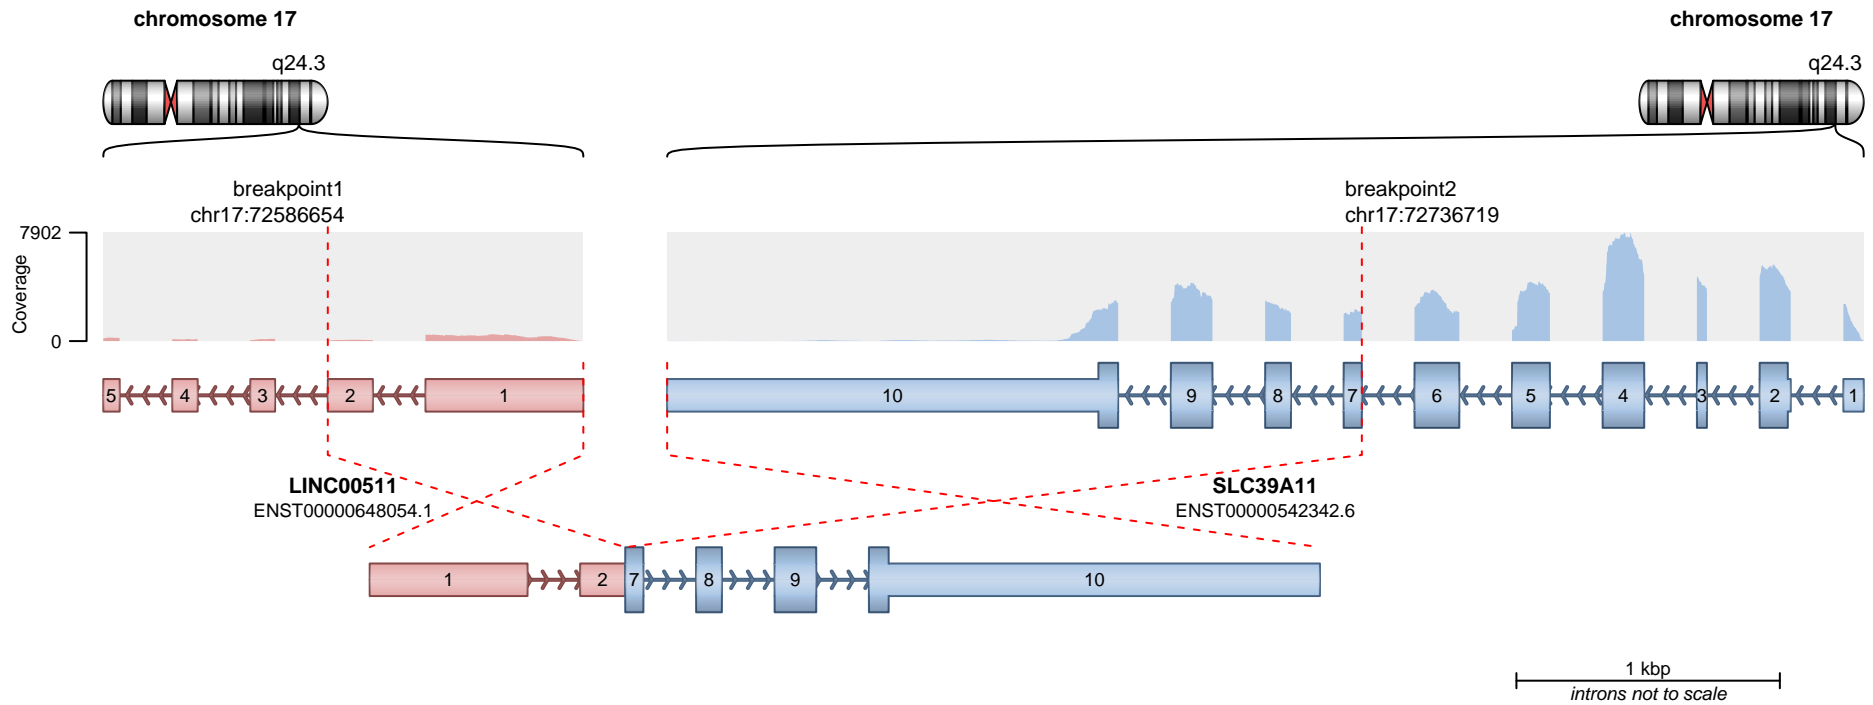 chromosome 17
chromosome 17
q24.3
q24.3
breakpoint1
chr17:72586654
breakpoint2
chr17:72736719
7902
Coverage
0
5 4 3 2 1
10 9 8 7 6 5 4 3 2 1
LINC00511
ENST00000648054.1
SLC39A11
ENST00000542342.6
1 2 7 8 9 10
1 kbp
introns not to scale